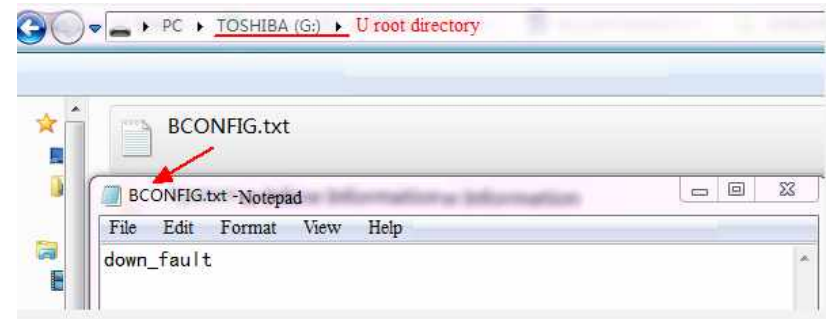 PC TOSHIBA (G:) U root directory
BCONFIG.txt
BCONFIG.txt -Notepad
File Edit Format View Help
down_fault